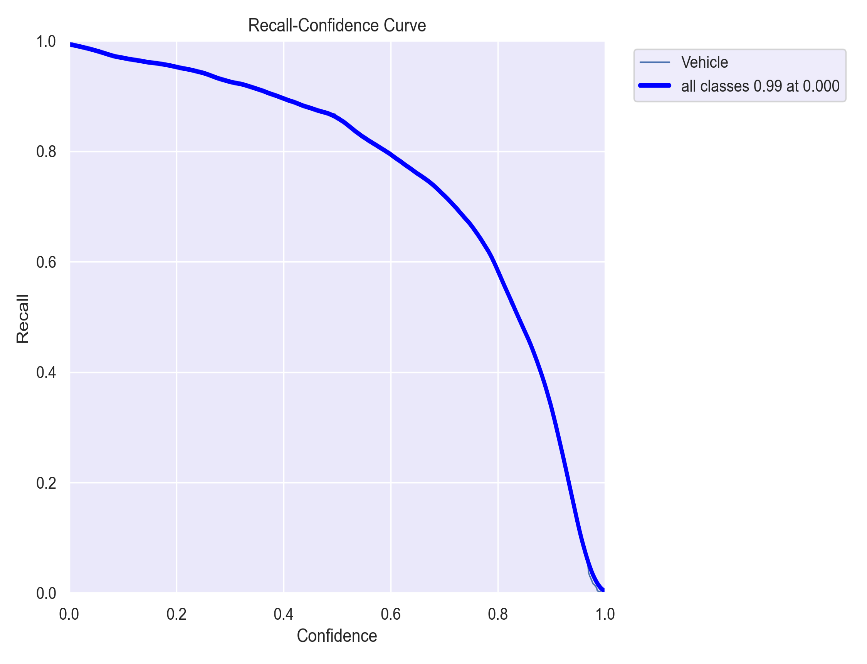 Recall-Confidence Curve
Vehicle
all classes 0.99 at 0.000
1.0
0.8
0.6
0.4
0.2
0.0
Recall
0.0 0.2 0.4 0.6 0.8 1.0
Confidence